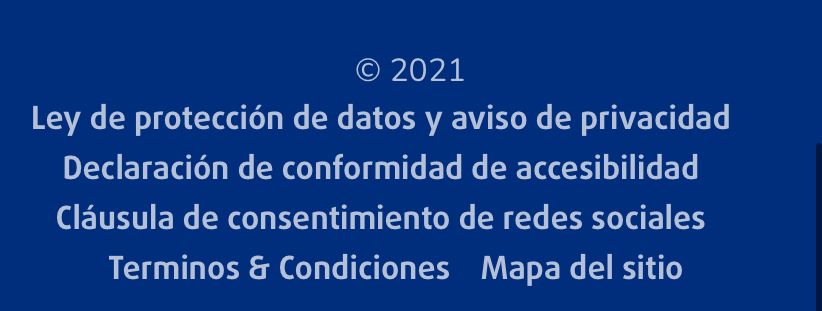 © 2021
Ley de protección de datos y aviso de privacidad
Declaración de conformidad de accesibilidad
Cláusula de consentimiento de redes sociales
Terminos & Condiciones Mapa del sitio